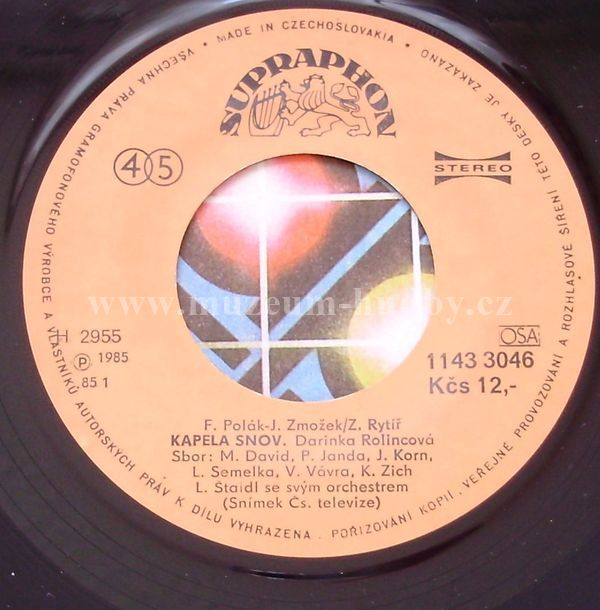 VŠECHNA PRÁVA GRAMOFONOVÉHO VÝROBCE A VLASTNÍKŮ AUTORSKÝCH PRÁV K DÍLU VYHRAZENA . POŘIZOVÁNÍ KOPIÍ . VEŘEJNÉ PROVOZOVÁNÍ A ROZHLASOVÉ ŠÍŘENÍ TÉTO DESKY JE ZAKÁZÁNO
• MADE IN CZECHOSLOVAKIA •
SUPRAPHON
45
STEREO
www.muzeum-hudby.cz
H 2955
Ⓟ 1985
85 1
OSA
1143 3046
Kčs 12,-
F. Polák-J. Zmožek/Z. Rytíř
KAPELA SNOV. Darinka Rolincová
Sbor: M. David, P. Janda, J. Korn,
L. Semelka, V. Vávra, K. Zich
L. Štaidl se svým orchestrem
(Snímek Čs. televize)